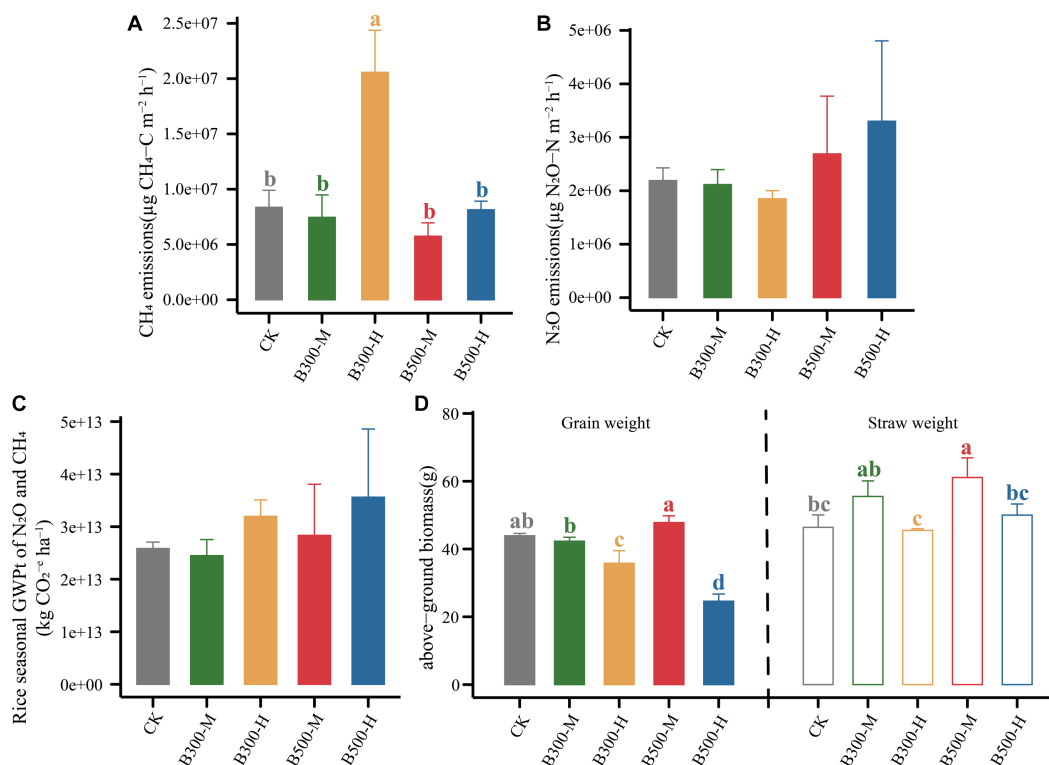 A
CH₄ emissions(µg CH₄−C m⁻² h⁻¹)
2.5e+07
2.0e+07
1.5e+07
1.0e+07
5.0e+06
0.0e+00
b
b
a
b
b
CK
B300-M
B300-H
B500-M
B500-H
B
N₂O emissions(µg N₂O−N m⁻² h⁻¹)
5e+06
4e+06
3e+06
2e+06
1e+06
0e+00
CK
B300-M
B300-H
B500-M
B500-H
C
Rice seasonal GWPt of N₂O and CH₄
(kg CO₂⁻ᵉ ha⁻¹)
5e+13
4e+13
3e+13
2e+13
1e+13
0e+00
CK
B300-M
B300-H
B500-M
B500-H
D
above−ground biomass(g)
80
60
40
20
0
Grain weight
ab
b
c
a
d
CK
B300-M
B300-H
B500-M
B500-H
Straw weight
bc
ab
c
a
bc
CK
B300-M
B300-H
B500-M
B500-H